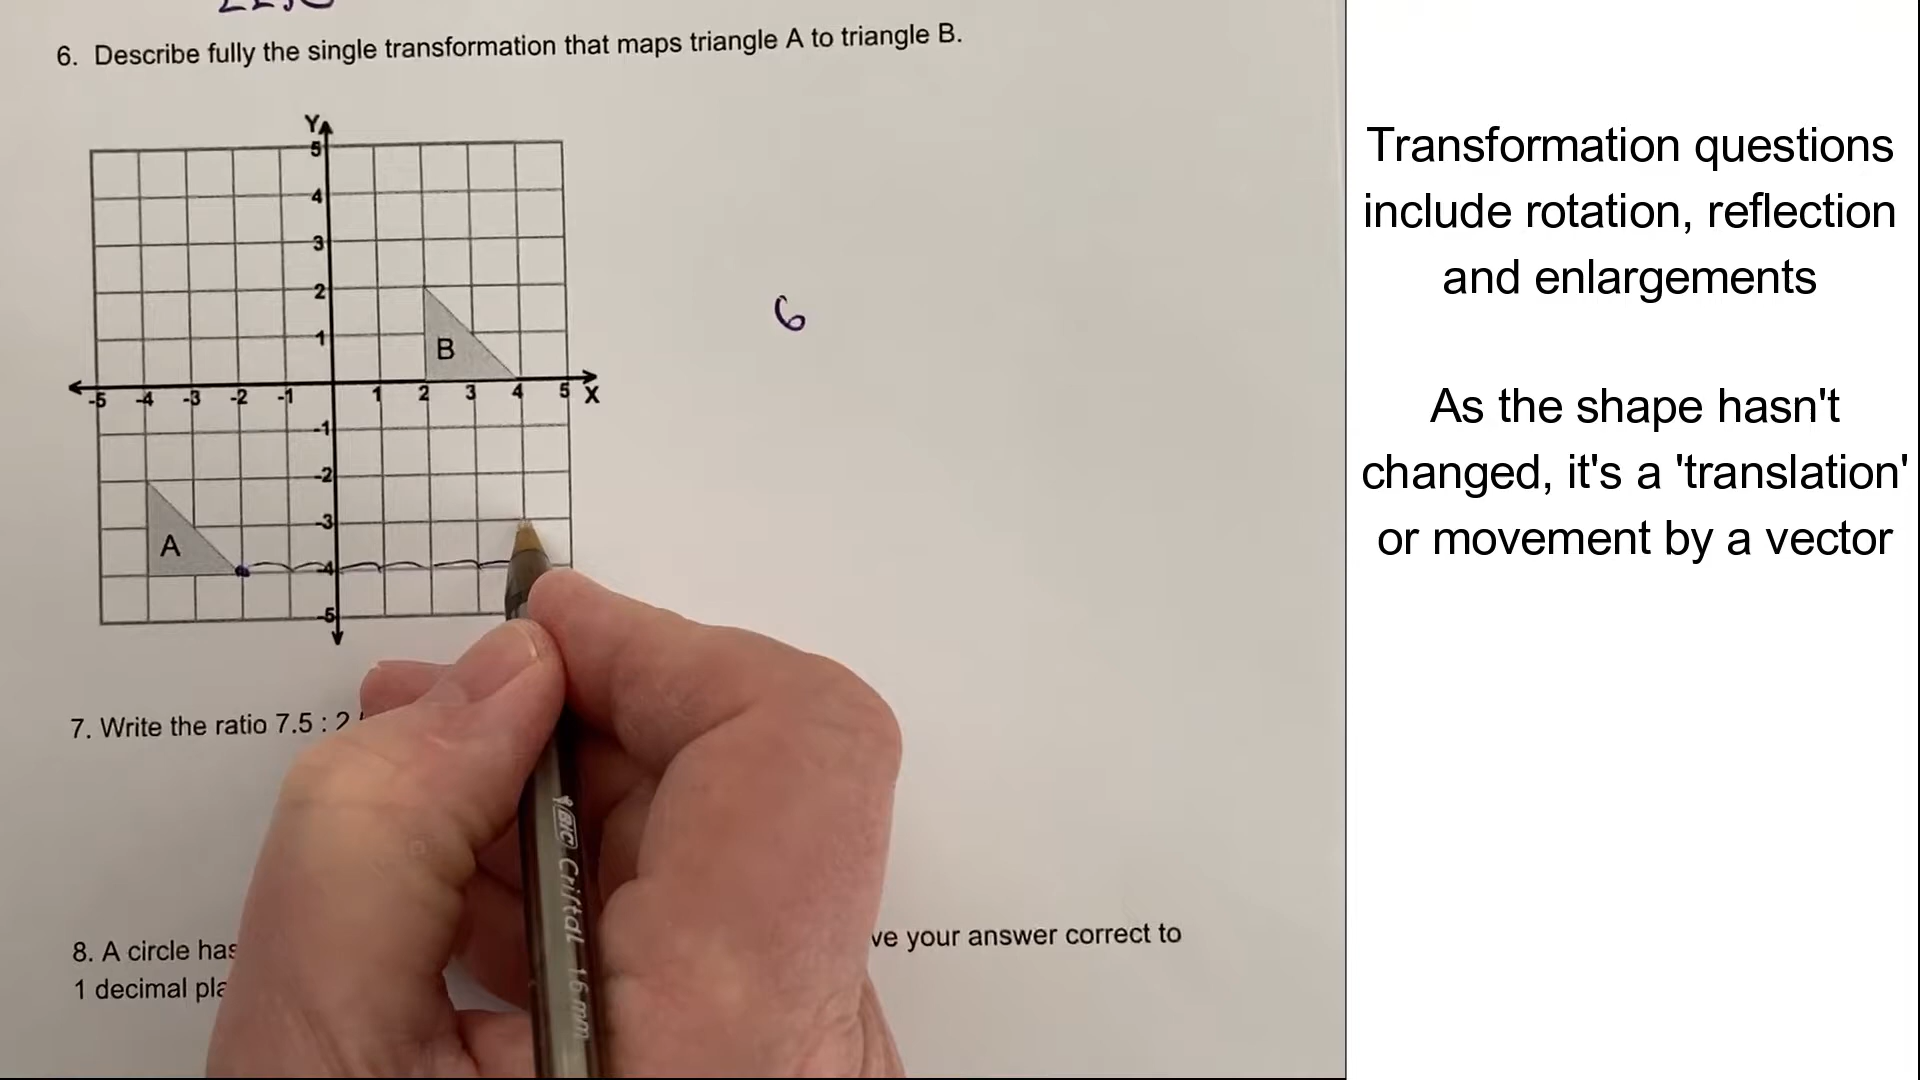 6. Describe fully the single transformation that maps triangle A to triangle B.
Y
5
4
3
2
1
B
-5 -4 -3 -2 -1 1 2 3 4 5 X
-1
-2
-3
A
-4
-5
6
7. Write the ratio 7.5 : 2
8. A circle has
ve your answer correct to
1 decimal pla
BIC Cristal 1.6mm
Transformation questions
include rotation, reflection
and enlargements
As the shape hasn't
changed, it's a 'translation'
or movement by a vector